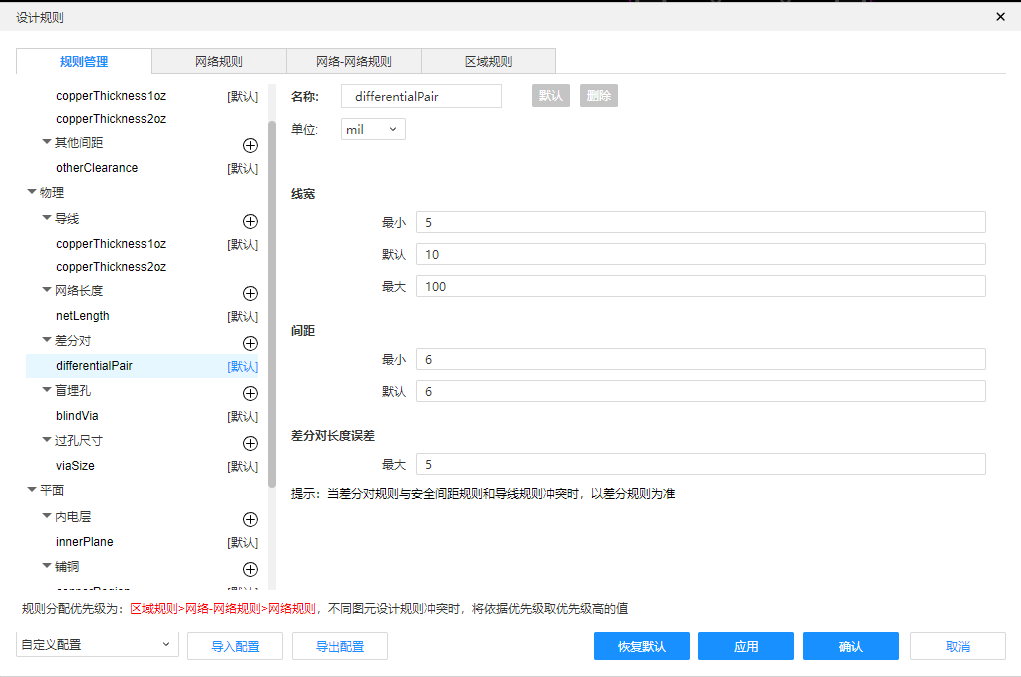 设计规则
规则管理 网络规则 网络-网络规则 区域规则
copperThickness1oz [默认]
copperThickness2oz
其他间距
otherClearance [默认]
物理
导线
copperThickness1oz [默认]
copperThickness2oz
网络长度
netLength [默认]
差分对
differentialPair [默认]
盲埋孔
blindVia [默认]
过孔尺寸
viaSize [默认]
平面
内电层
innerPlane [默认]
铺铜
copperRegion [默认]
名称: differentialPair 默认 删除
单位: mil
线宽
最小 5
默认 10
最大 100
间距
最小 6
默认 6
差分对长度误差
最大 5
提示：当差分对规则与安全间距规则和导线规则冲突时，以差分规则为准
规则分配优先级为：区域规则>网络-网络规则>网络规则，不同图元设计规则冲突时，将依据优先级取优先级高的值
自定义配置 导入配置 导出配置 恢复默认 应用 确认 取消